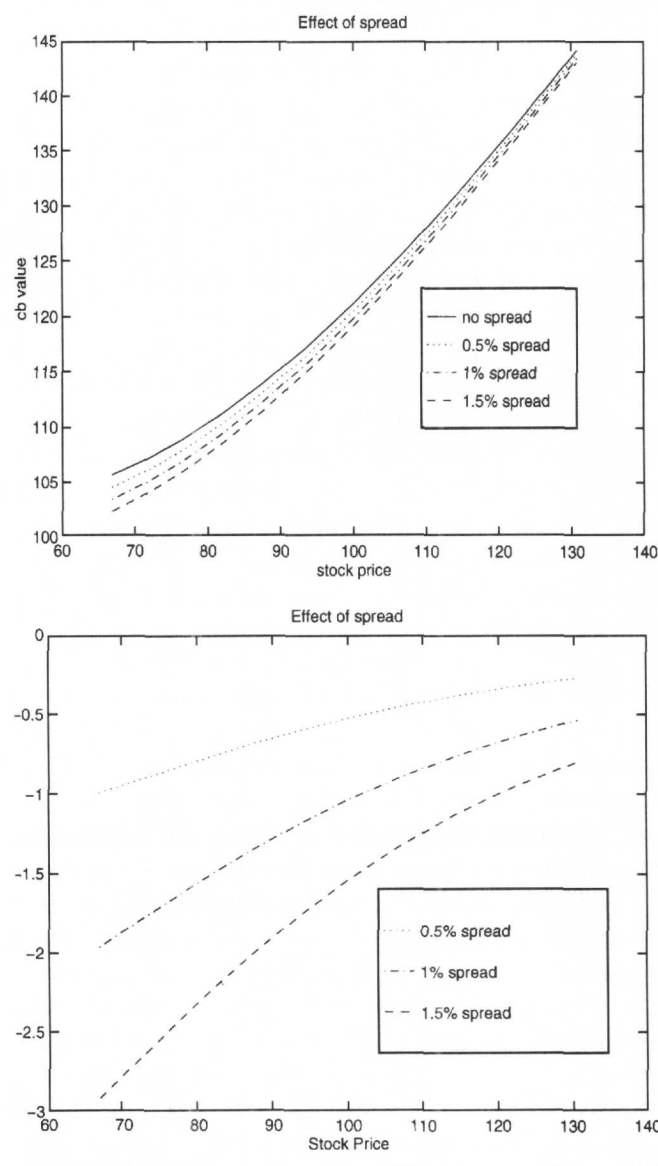 Effect of spread
145
140
135
130
125
120
115
110
105
100
cb value
no spread
0.5% spread
1% spread
1.5% spread
60 70 80 90 100 110 120 130 140
stock price
Effect of spread
0
-0.5
-1
-1.5
-2
-2.5
-3
0.5% spread
1% spread
1.5% spread
60 70 80 90 100 110 120 130 140
Stock Price